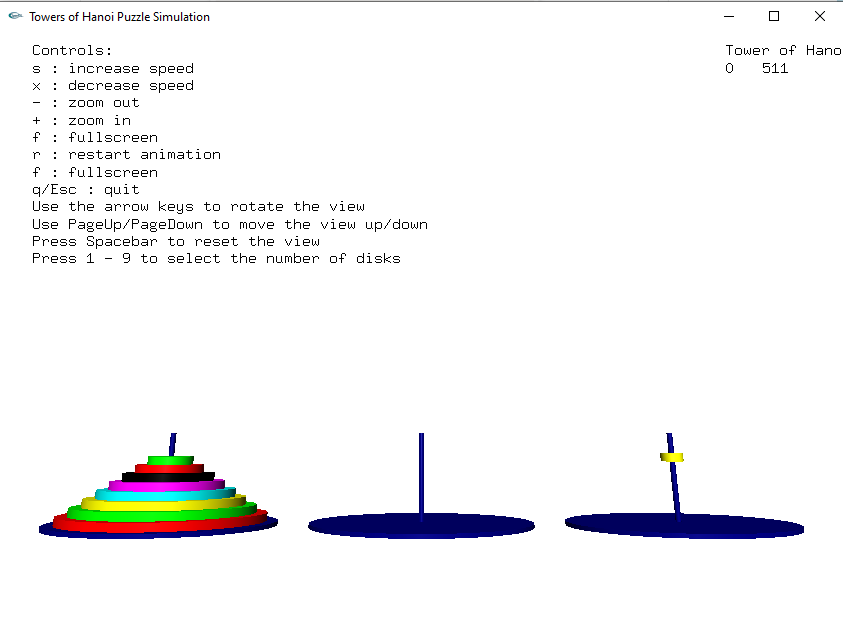 Towers of Hanoi Puzzle Simulation
Controls:
s : increase speed
x : decrease speed
- : zoom out
+ : zoom in
f : fullscreen
r : restart animation
f : fullscreen
q/Esc : quit
Use the arrow keys to rotate the view
Use PageUp/PageDown to move the view up/down
Press Spacebar to reset the view
Press 1 - 9 to select the number of disks
Tower of Hano
0 511